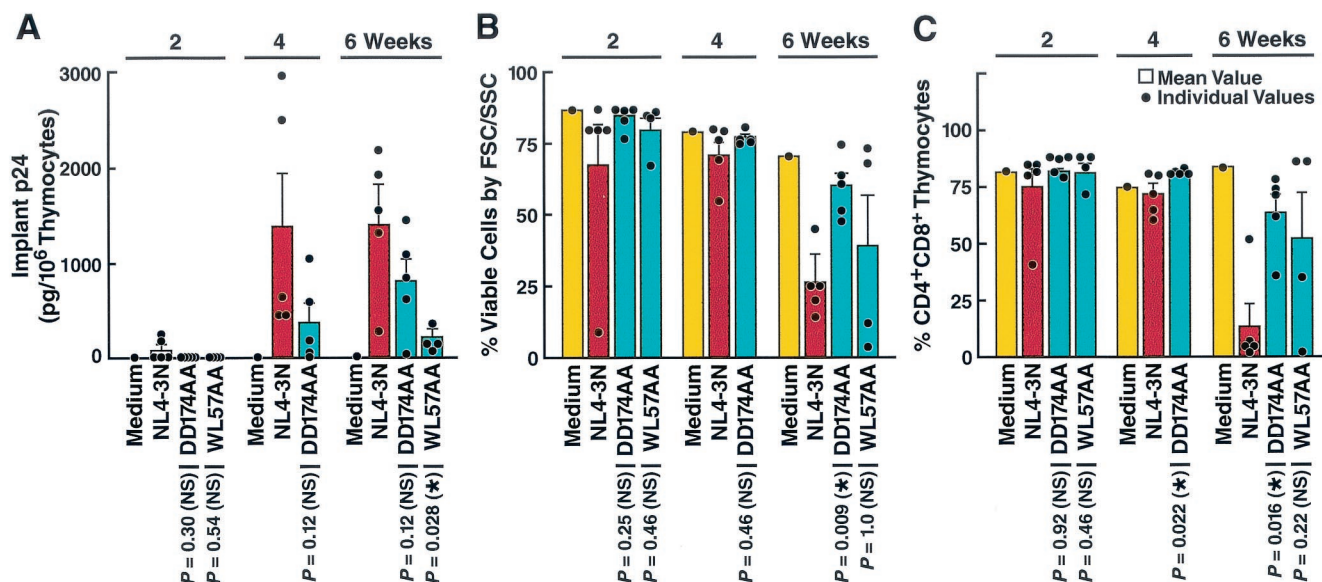 A
2
4
6 Weeks
Implant p24
(pg/10⁶ Thymocytes)
3000
2000
1000
0
Medium
NL4-3N
DD174AA
WL57AA
Medium
NL4-3N
DD174AA
Medium
NL4-3N
DD174AA
WL57AA
P = 0.30 (NS)
P = 0.54 (NS)
P = 0.12 (NS)
P = 0.12 (NS)
P = 0.028 (*)
B
2
4
6 Weeks
% Viable Cells by FSC/SSC
100
75
50
25
0
Medium
NL4-3N
DD174AA
WL57AA
Medium
NL4-3N
DD174AA
Medium
NL4-3N
DD174AA
WL57AA
P = 0.25 (NS)
P = 0.46 (NS)
P = 0.46 (NS)
P = 0.009 (*)
P = 1.0 (NS)
C
2
4
6 Weeks
Mean Value
Individual Values
% CD4⁺CD8⁺ Thymocytes
100
75
50
25
0
Medium
NL4-3N
DD174AA
WL57AA
Medium
NL4-3N
DD174AA
Medium
NL4-3N
DD174AA
WL57AA
P = 0.92 (NS)
P = 0.46 (NS)
P = 0.022 (*)
P = 0.016 (*)
P = 0.22 (NS)